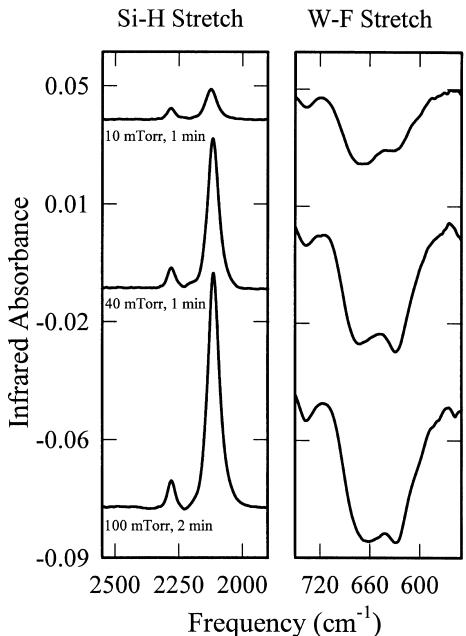 Si-H Stretch W-F Stretch
0.05
10 mTorr, 1 min
0.01
40 mTorr, 1 min
-0.02
-0.06
100 mTorr, 2 min
-0.09
2550 2250 2000 720 660 600
Frequency (cm-1)
Infrared Absorbance